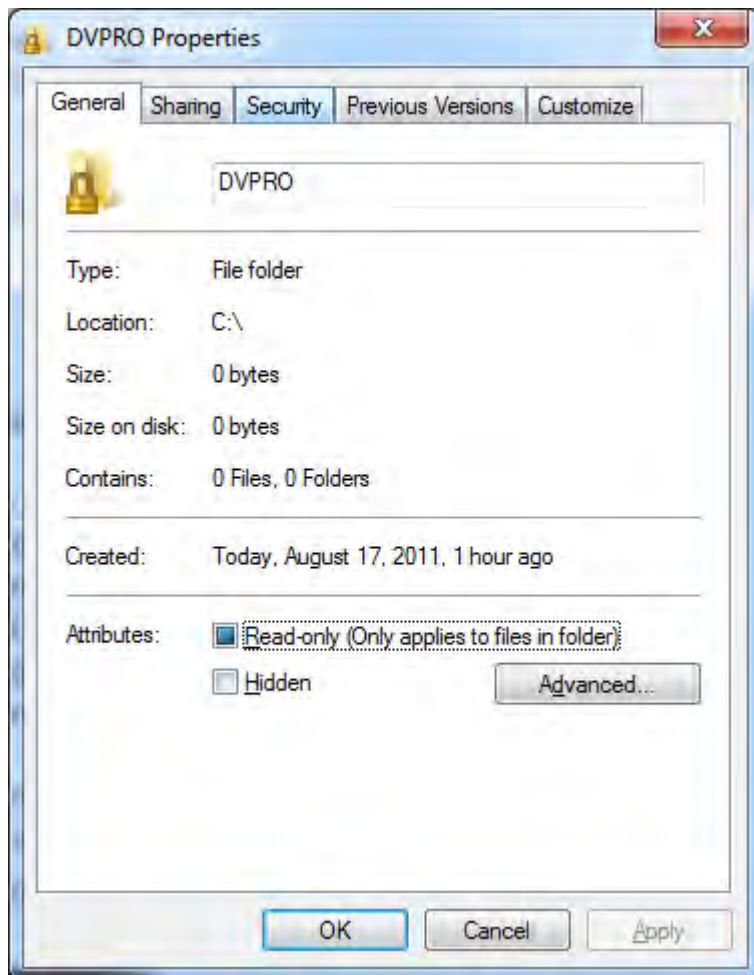 DVPRO Properties
General Sharing Security Previous Versions Customize
DVPRO
Type: File folder
Location: C:\
Size: 0 bytes
Size on disk: 0 bytes
Contains: 0 Files, 0 Folders
Created: Today, August 17, 2011, 1 hour ago
Attributes: Read-only (Only applies to files in folder)
Hidden Advanced...
OK Cancel Apply